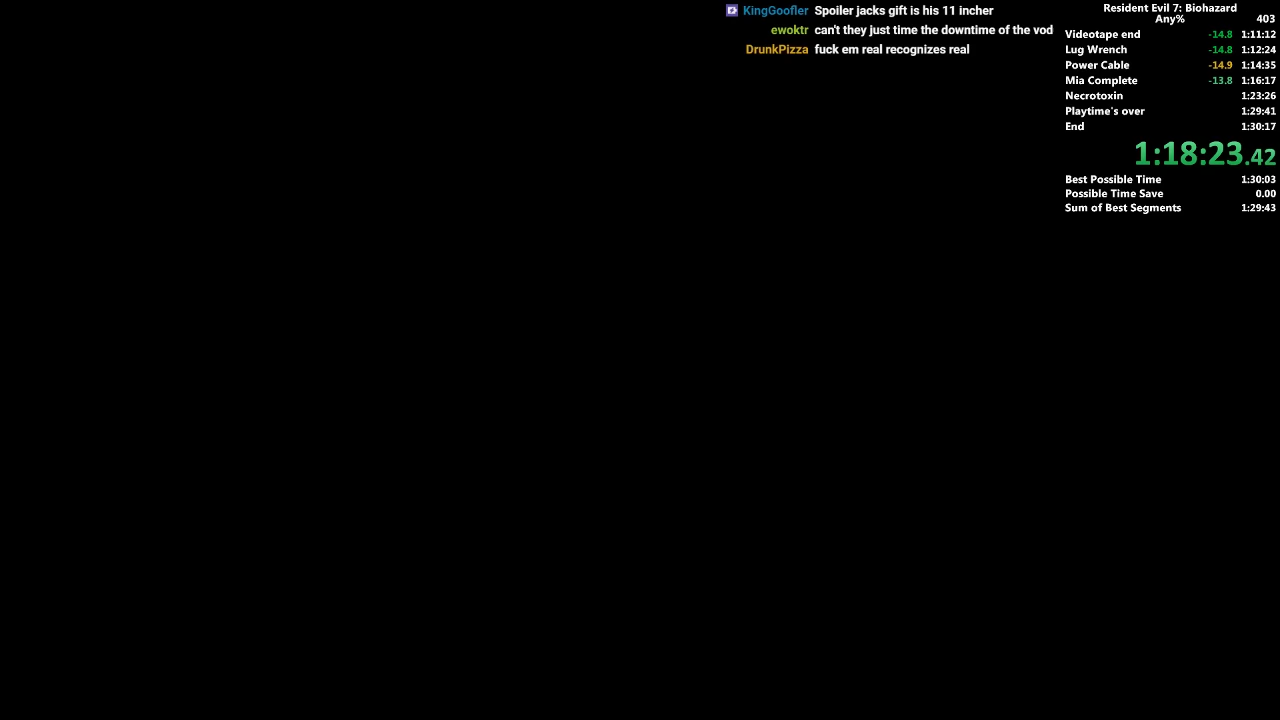 KingGoofler Spoiler jacks gift is his 11 incher
ewoktr can't they just time the downtime of the vod
DrunkPizza fuck em real recognizes real
Resident Evil 7: Biohazard
Any% 403
Videotape end -14.8 1:11:12
Lug Wrench -14.8 1:12:24
Power Cable -14.9 1:14:35
Mia Complete -13.8 1:16:17
Necrotoxin 1:23:26
Playtime's over 1:29:41
End 1:30:17
1:18:23.42
Best Possible Time 1:30:03
Possible Time Save 0.00
Sum of Best Segments 1:29:43